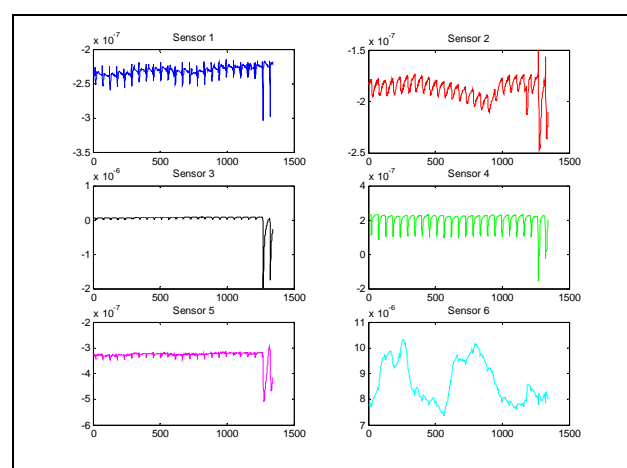 Sensor 1
x 10^-7
-2
-2.5
-3
-3.5
0 500 1000 1500
Sensor 2
x 10^-7
-1.5
-2
-2.5
0 500 1000 1500
Sensor 3
x 10^-6
1
0
-1
-2
0 500 1000 1500
Sensor 4
x 10^-7
4
2
0
-2
0 500 1000 1500
Sensor 5
x 10^-7
-2
-3
-4
-5
-6
0 500 1000 1500
Sensor 6
x 10^-6
11
10
9
8
7
0 500 1000 1500